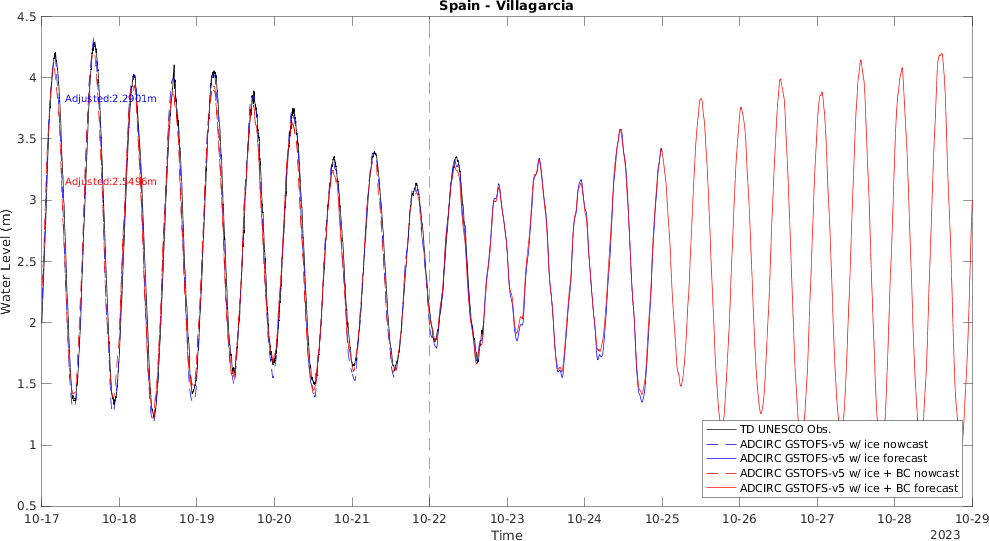 Spain - Villagarcia
4.5
4
3.5
3
2.5
2
1.5
1
0.5
Water Level (m)
Adjusted:2.2901m
Adjusted:2.5496m
TD UNESCO Obs.
ADCIRC GSTOFS-v5 w/ ice nowcast
ADCIRC GSTOFS-v5 w/ ice forecast
ADCIRC GSTOFS-v5 w/ ice + BC nowcast
ADCIRC GSTOFS-v5 w/ ice + BC forecast
10-17 10-18 10-19 10-20 10-21 10-22 10-23 10-24 10-25 10-26 10-27 10-28 10-29
Time
2023